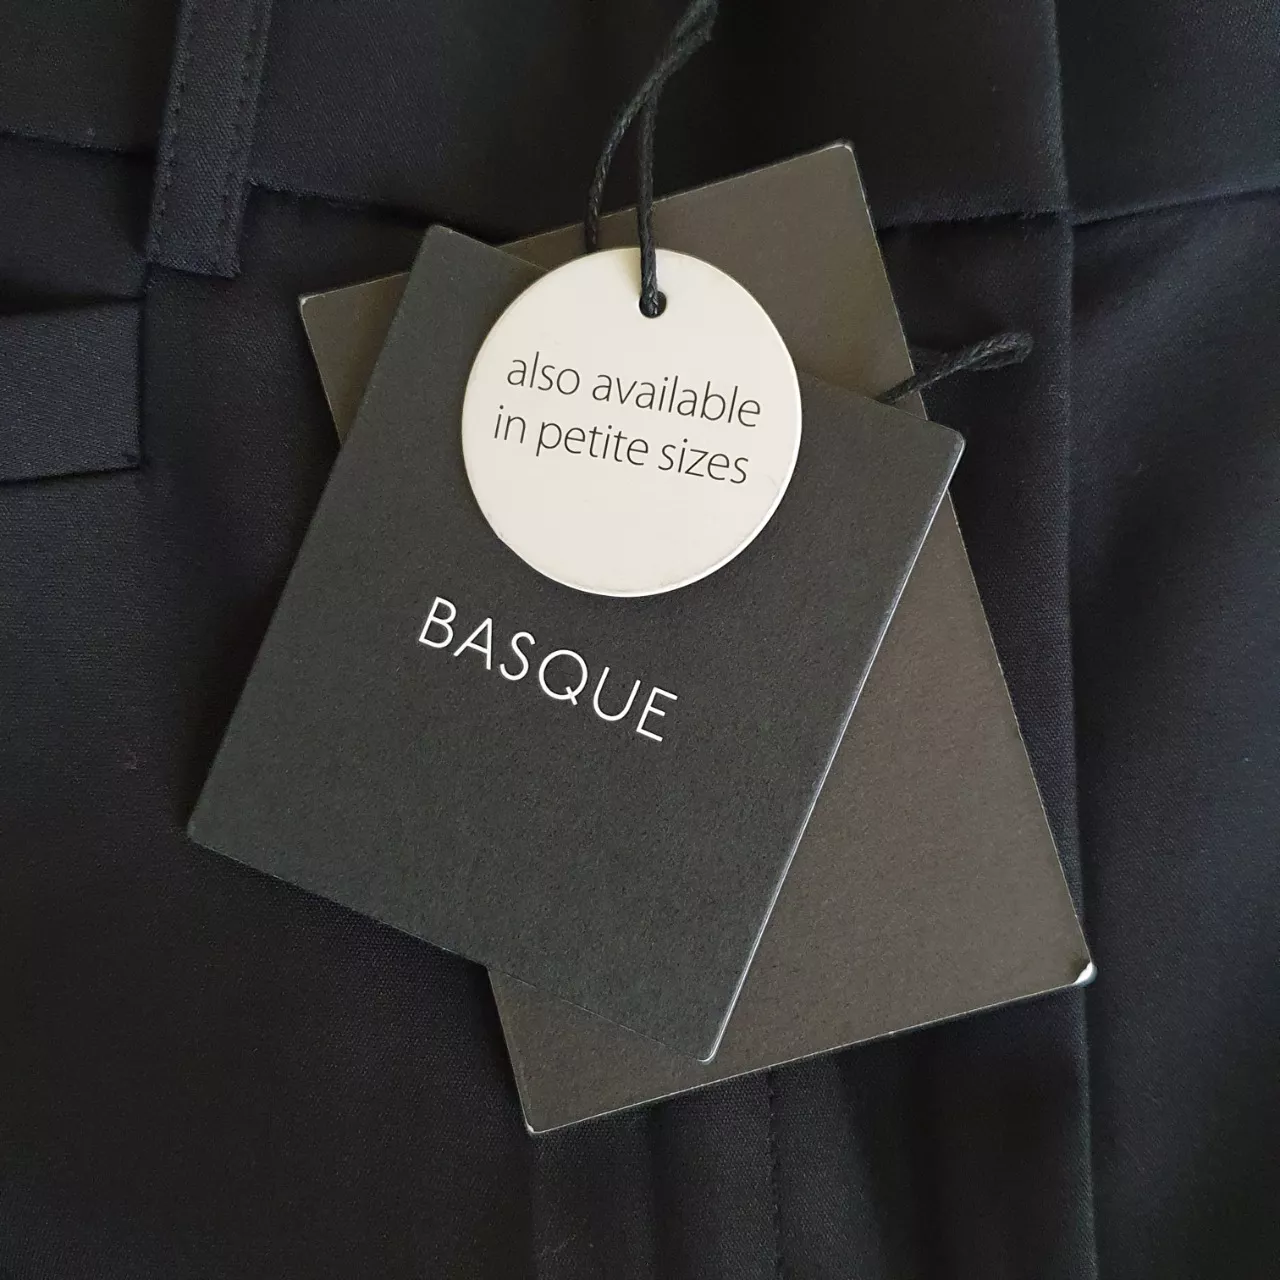 also available
in petite sizes
BASQUE